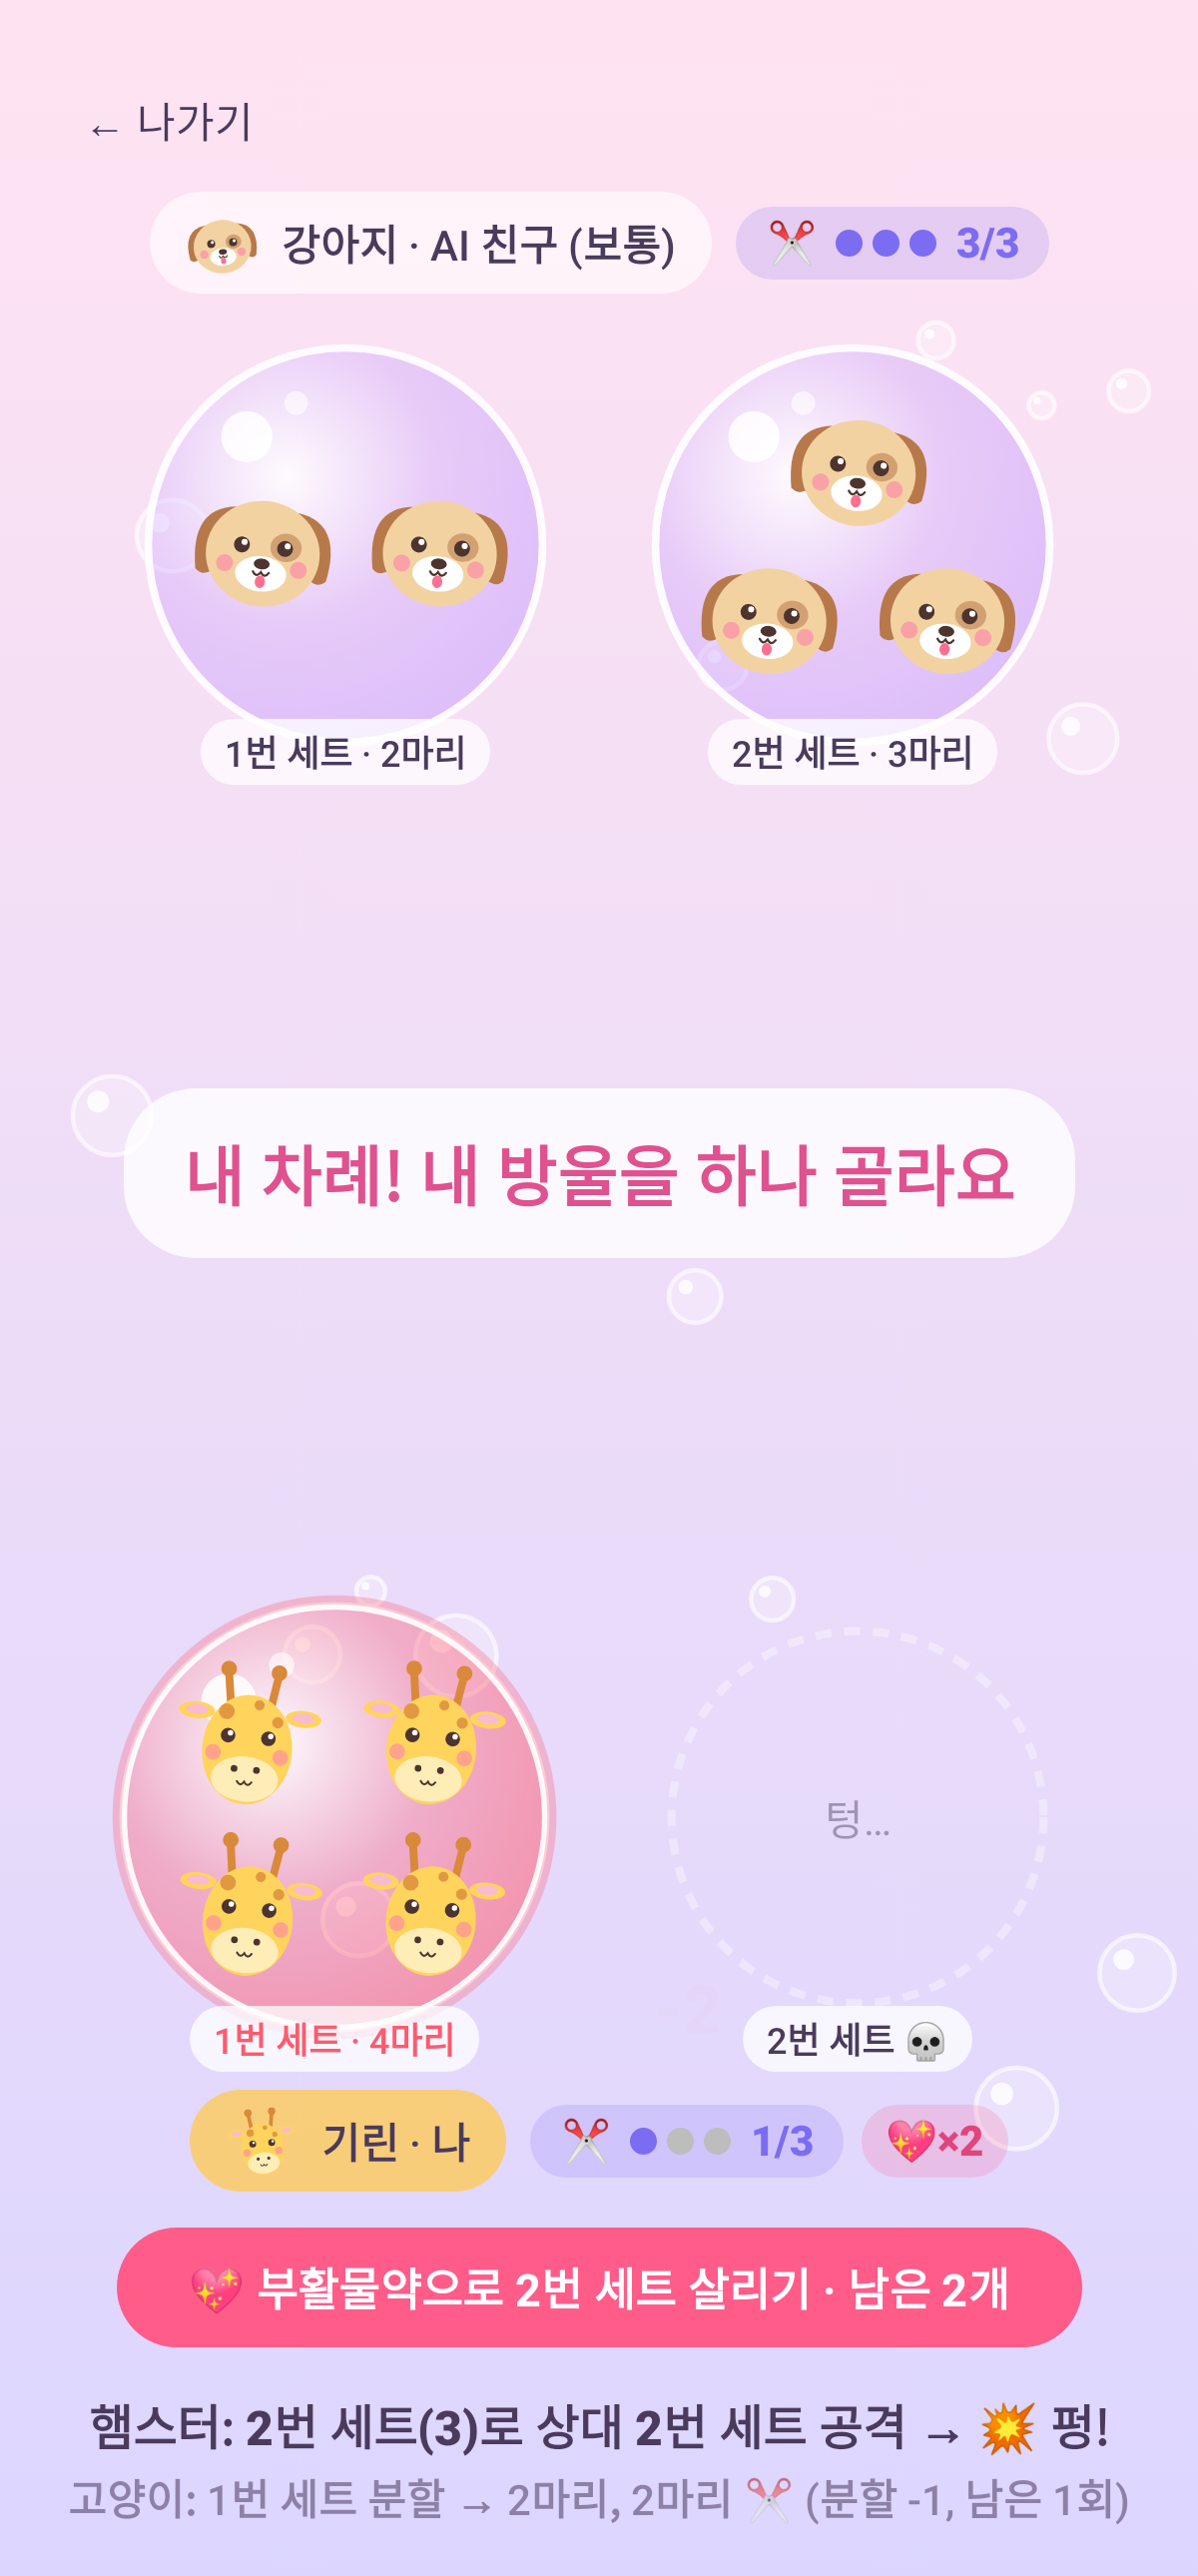 ← 나가기
강아지 · AI 친구 (보통) ✂️ 3/3
1번 세트 · 2마리
2번 세트 · 3마리
내 차례! 내 방울을 하나 골라요
텅…
1번 세트 · 4마리
2번 세트 💀
기린 · 나 ✂️ 1/3 💖×2
💖 부활물약으로 2번 세트 살리기 · 남은 2개
햄스터: 2번 세트(3)로 상대 2번 세트 공격 → 💥 펑!
고양이: 1번 세트 분할 → 2마리, 2마리 ✂️ (분할 -1, 남은 1회)